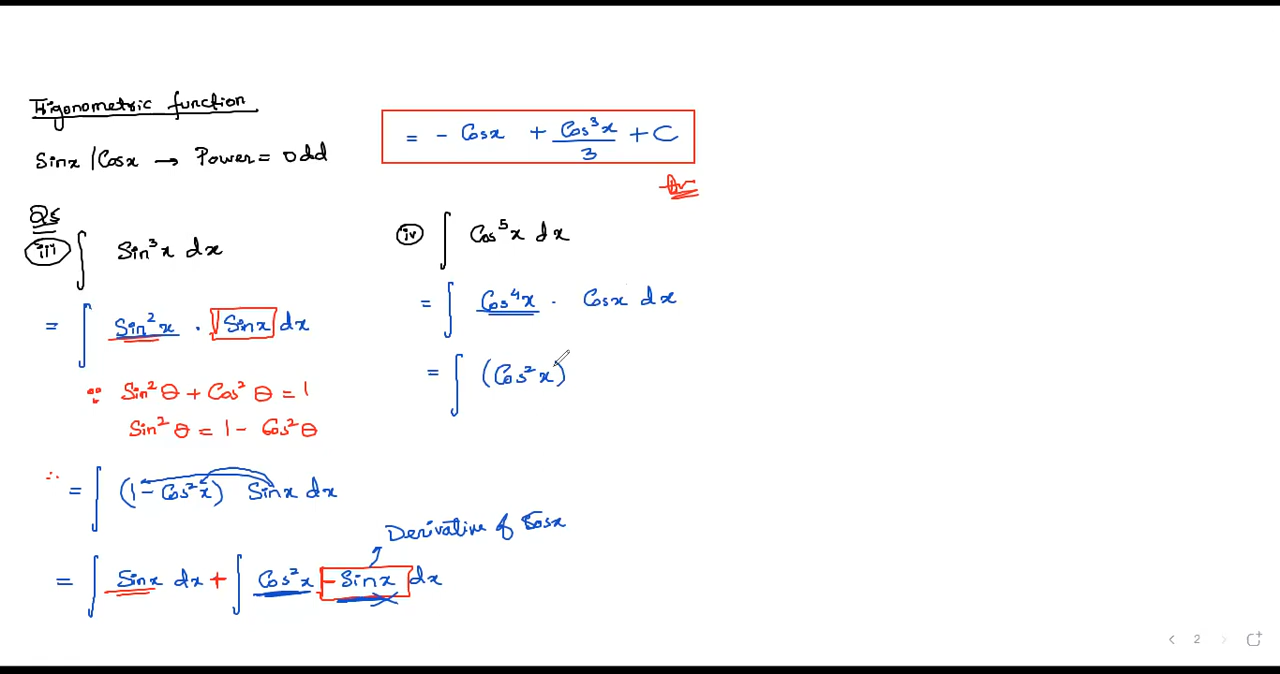 Trigonometric function
Sinx / Cosx → Power = odd
Qs
(iii) ∫ Sin³x dx
= ∫ Sin²x · Sinx dx
∵ Sin²θ + Cos²θ = 1
Sin²θ = 1 - Cos²θ
∴ = ∫ (1 - Cos²x) Sinx dx
Derivative of Cosx
= ∫ Sinx dx + ∫ Cos²x -Sinx dx
= - Cosx + Cos³x/3 + C
(iv) ∫ Cos⁵x dx
= ∫ Cos⁴x · Cosx dx
= ∫ (Cos²x)
< 2 >